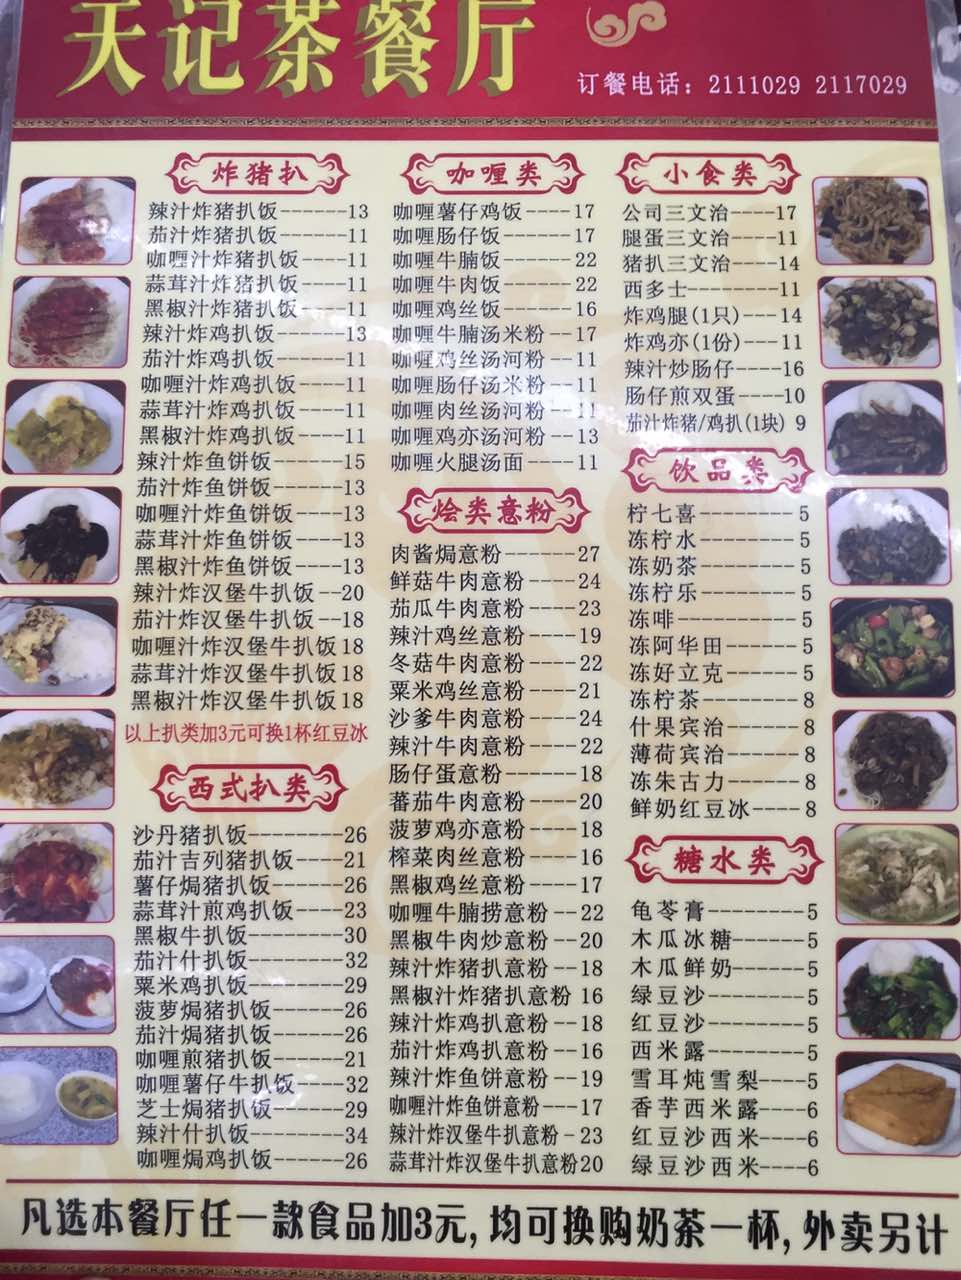 天记茶餐厅
订餐电话：2111029 2117029
炸猪扒
辣汁炸猪扒饭------13
茄汁炸猪扒饭------11
咖喱汁炸猪扒饭----11
蒜茸汁炸猪扒饭----11
黑椒汁炸猪扒饭----11
辣汁炸鸡扒饭------13
茄汁炸鸡扒饭------11
咖喱汁炸鸡扒饭----11
蒜茸汁炸鸡扒饭----11
黑椒汁炸鸡扒饭----11
辣汁炸鱼饼饭------15
茄汁炸鱼饼饭------13
咖喱汁炸鱼饼饭----13
蒜茸汁炸鱼饼饭----13
黑椒汁炸鱼饼饭----13
辣汁炸汉堡牛扒饭--20
茄汁炸汉堡牛扒饭--18
咖喱汁炸汉堡牛扒饭18
蒜茸汁炸汉堡牛扒饭18
黑椒汁炸汉堡牛扒饭18
以上扒类加3元可换1杯红豆冰
西式扒类
沙丹猪扒饭--------26
茄汁吉列猪扒饭----21
薯仔焗猪扒饭------26
蒜茸汁煎鸡扒饭----23
黑椒牛扒饭--------30
茄汁什扒饭--------32
粟米鸡扒饭--------29
菠萝焗猪扒饭------26
茄汁焗猪扒饭------26
咖喱煎猪扒饭------21
咖喱薯仔牛扒饭----32
芝士焗猪扒饭------29
辣汁什扒饭--------34
咖喱焗鸡扒饭------26
咖喱类
咖喱薯仔鸡饭----17
咖喱肠仔饭------17
咖喱牛腩饭------22
咖喱牛肉饭------22
咖喱鸡丝饭------16
咖喱牛腩汤米粉--17
咖喱鸡丝汤河粉--11
咖喱肠仔汤米粉--11
咖喱肉丝汤河粉--11
咖喱鸡亦汤河粉--13
咖喱火腿汤面----11
烩类意粉
肉酱焗意粉------27
鲜菇牛肉意粉----24
茄瓜牛肉意粉----23
辣汁鸡丝意粉----19
冬菇牛肉意粉----22
粟米鸡丝意粉----21
沙爹牛肉意粉----24
辣汁牛肉意粉----22
肠仔蛋意粉------18
蕃茄牛肉意粉----20
菠萝鸡亦意粉----18
榨菜肉丝意粉----16
黑椒鸡丝意粉----17
咖喱牛腩捞意粉--22
黑椒牛肉炒意粉--20
辣汁炸猪扒意粉--18
黑椒汁炸猪扒意粉 16
辣汁炸鸡扒意粉--18
茄汁炸鸡扒意粉--16
辣汁炸鱼饼意粉--19
咖喱汁炸鱼饼意粉---17
辣汁炸汉堡牛扒意粉-23
蒜茸汁炸汉堡牛扒意粉20
小食类
公司三文治----17
腿蛋三文治----11
猪扒三文治----14
西多士--------11
炸鸡腿(1只)---14
炸鸡亦(1份)---11
辣汁炒肠仔----16
肠仔煎双蛋----10
茄汁炸猪/鸡扒(1块) 9
饮品类
柠七喜--------5
冻柠水--------5
冻奶茶--------5
冻柠乐--------5
冻啡----------5
冻阿华田------5
冻好立克------5
冻柠茶--------8
什果宾治------8
薄荷宾治------8
冻朱古力------8
鲜奶红豆冰----8
糖水类
龟苓膏--------5
木瓜冰糖------5
木瓜鲜奶------5
绿豆沙--------5
红豆沙--------5
西米露--------5
雪耳炖雪梨----5
香芋西米露----6
红豆沙西米----6
绿豆沙西米----6
凡选本餐厅任一款食品加3元,均可换购奶茶一杯,外卖另计